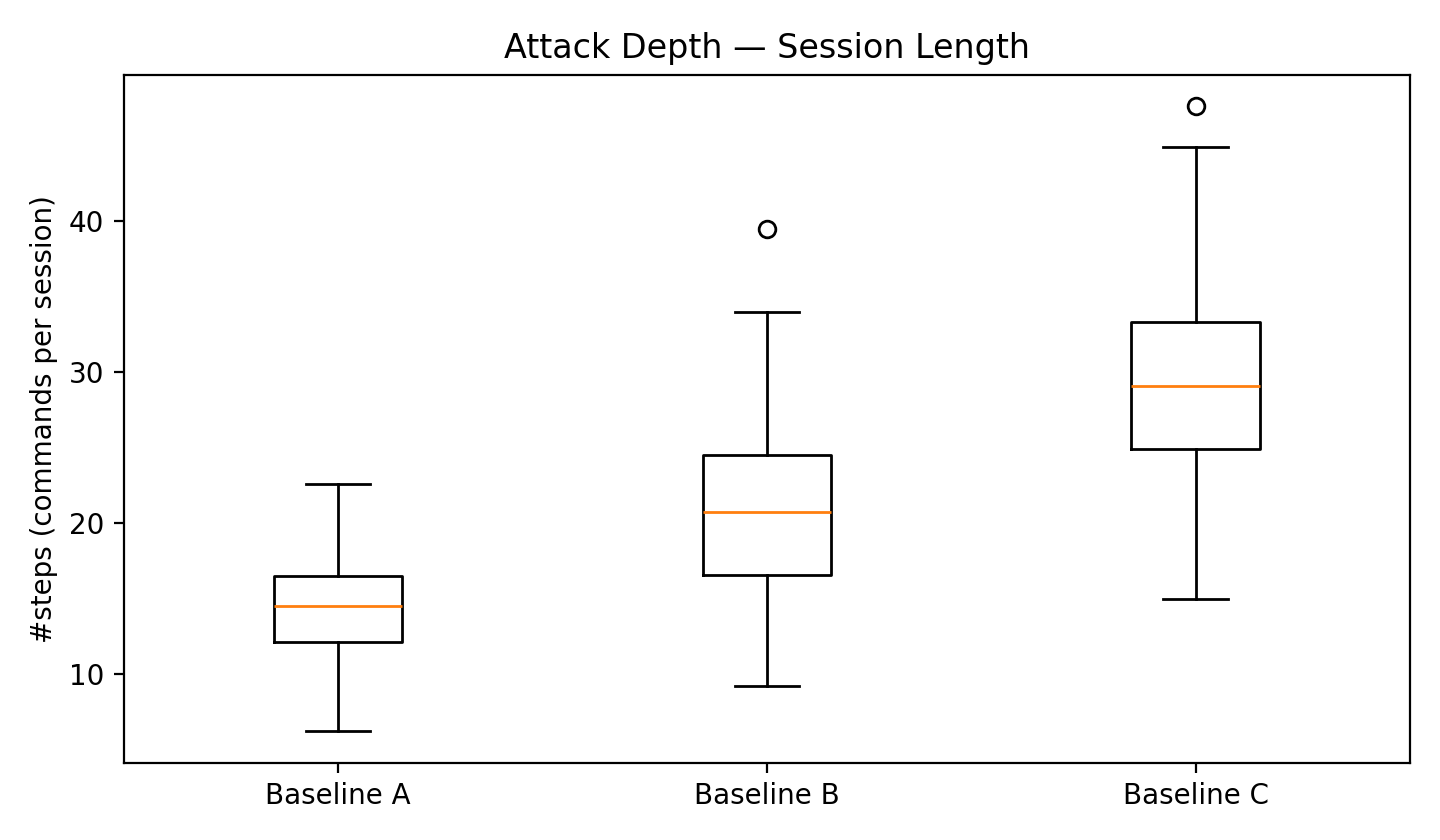 Attack Depth — Session Length
#steps (commands per session)
40
30
20
10
Baseline A
Baseline B
Baseline C